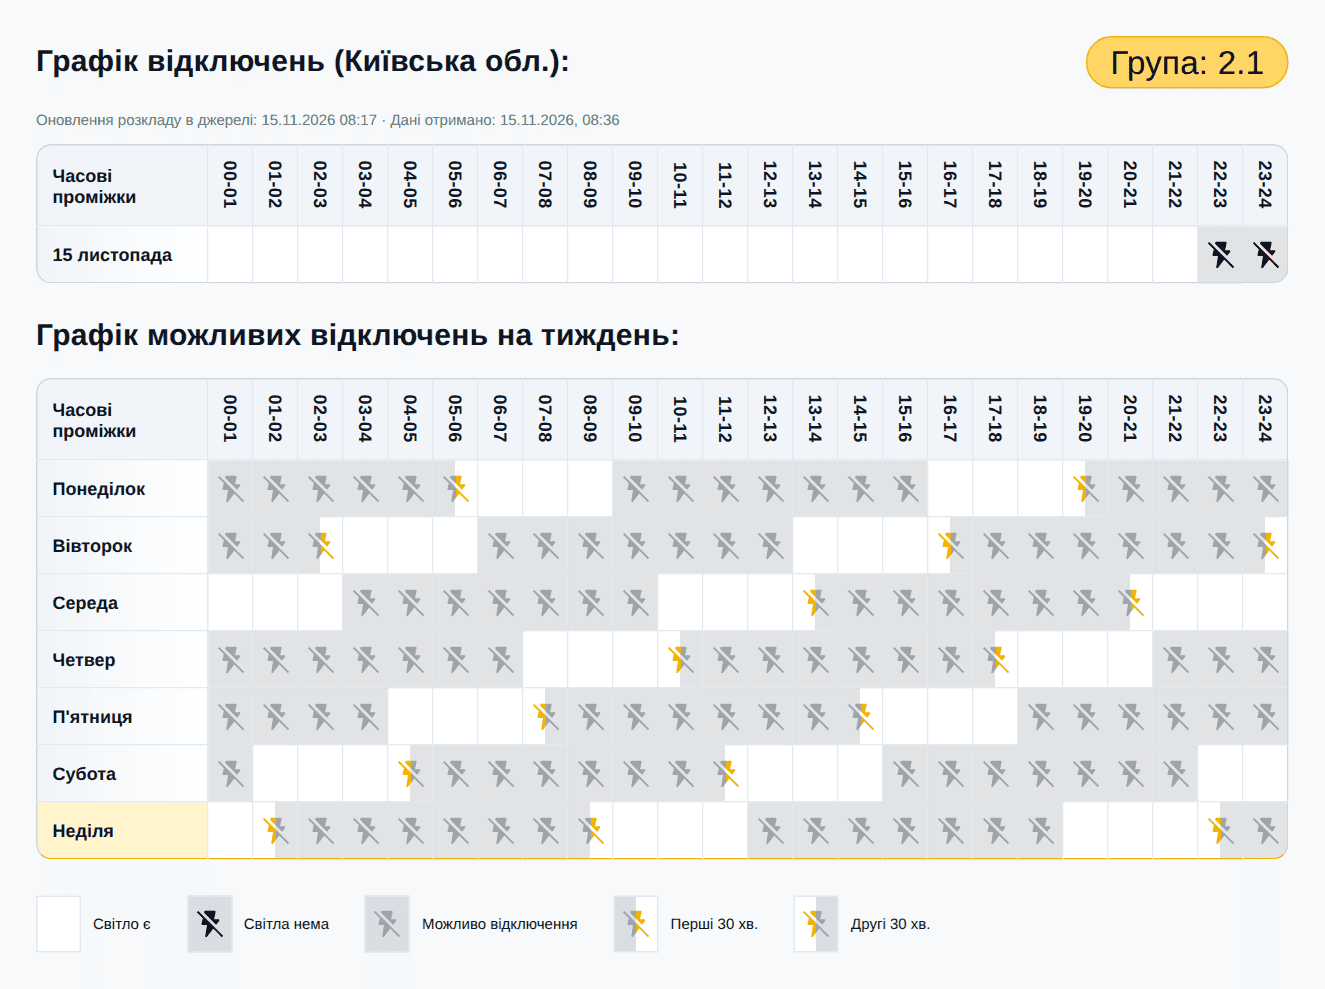 Графік відключень (Київська обл.):
Група: 2.1
Оновлення розкладу в джерелі: 15.11.2026 08:17 · Дані отримано: 15.11.2026, 08:36
Часові проміжки 00-01 01-02 02-03 03-04 04-05 05-06 06-07 07-08 08-09 09-10 10-11 11-12 12-13 13-14 14-15 15-16 16-17 17-18 18-19 19-20 20-21 21-22 22-23 23-24
15 листопада
Графік можливих відключень на тиждень:
Часові проміжки 00-01 01-02 02-03 03-04 04-05 05-06 06-07 07-08 08-09 09-10 10-11 11-12 12-13 13-14 14-15 15-16 16-17 17-18 18-19 19-20 20-21 21-22 22-23 23-24
Понеділок
Вівторок
Середа
Четвер
П'ятниця
Субота
Неділя
Світло є Світла нема Можливо відключення Перші 30 хв. Другі 30 хв.